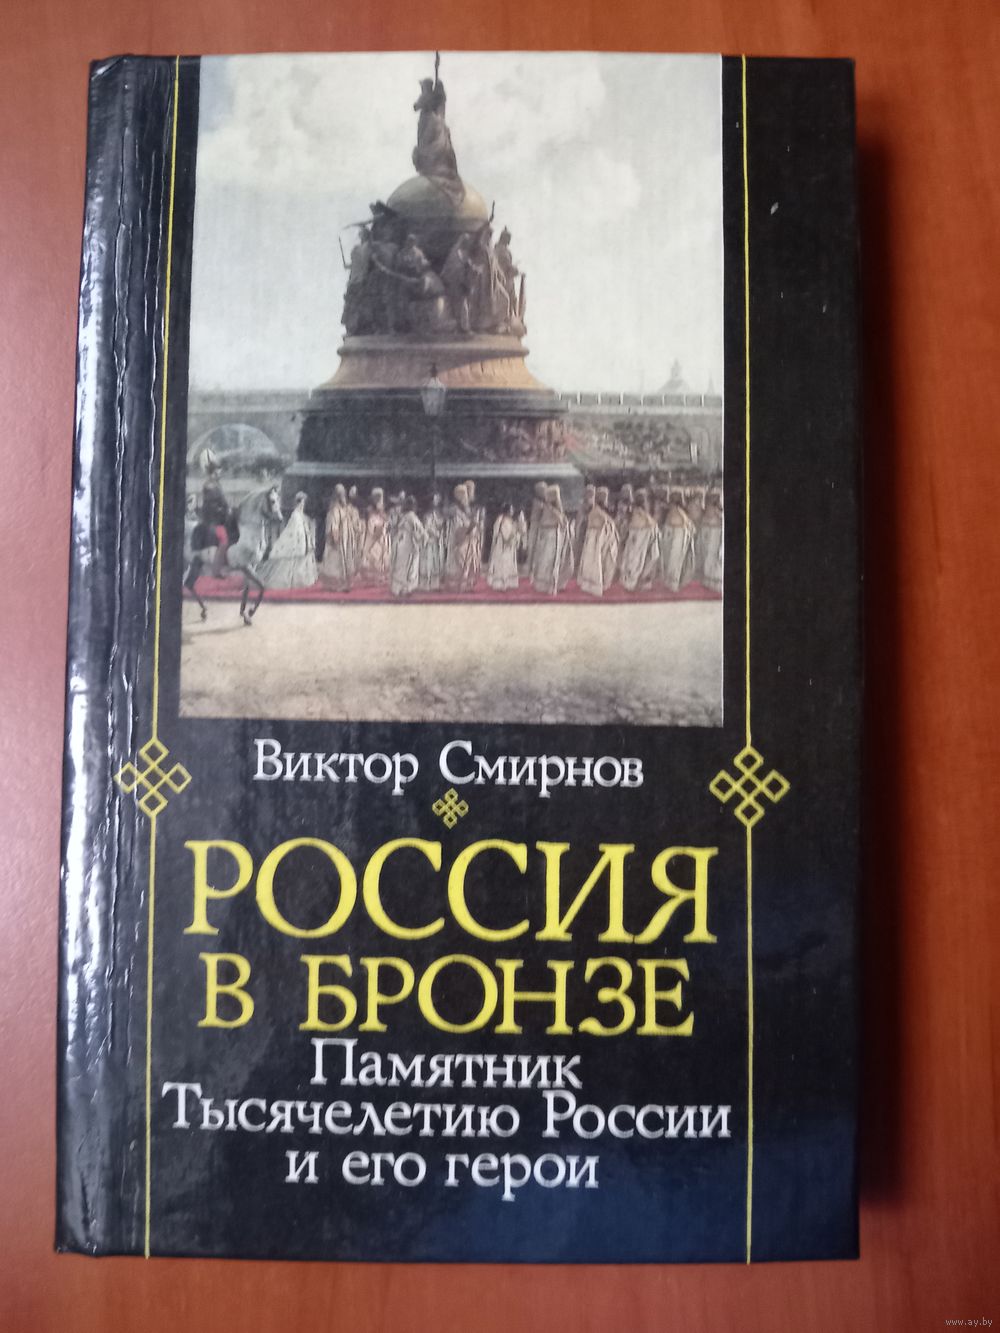 Виктор Смирнов
РОССИЯ
В БРОНЗЕ
Памятник
Тысячелетию России
и его герои
www.ay.by